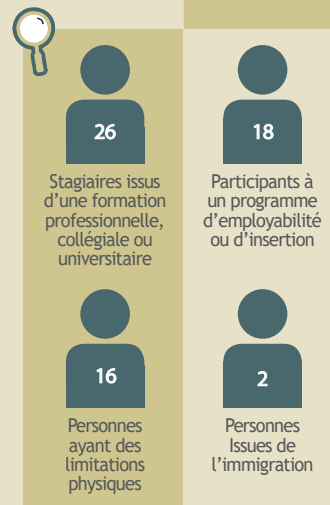 26
Stagiaires issus
d'une formation
professionnelle,
collégiale ou
universitaire
18
Participants à
un programme
d'employabilité
ou d'insertion
16
Personnes
ayant des
limitations
physiques
2
Personnes
Issues de
l'immigration